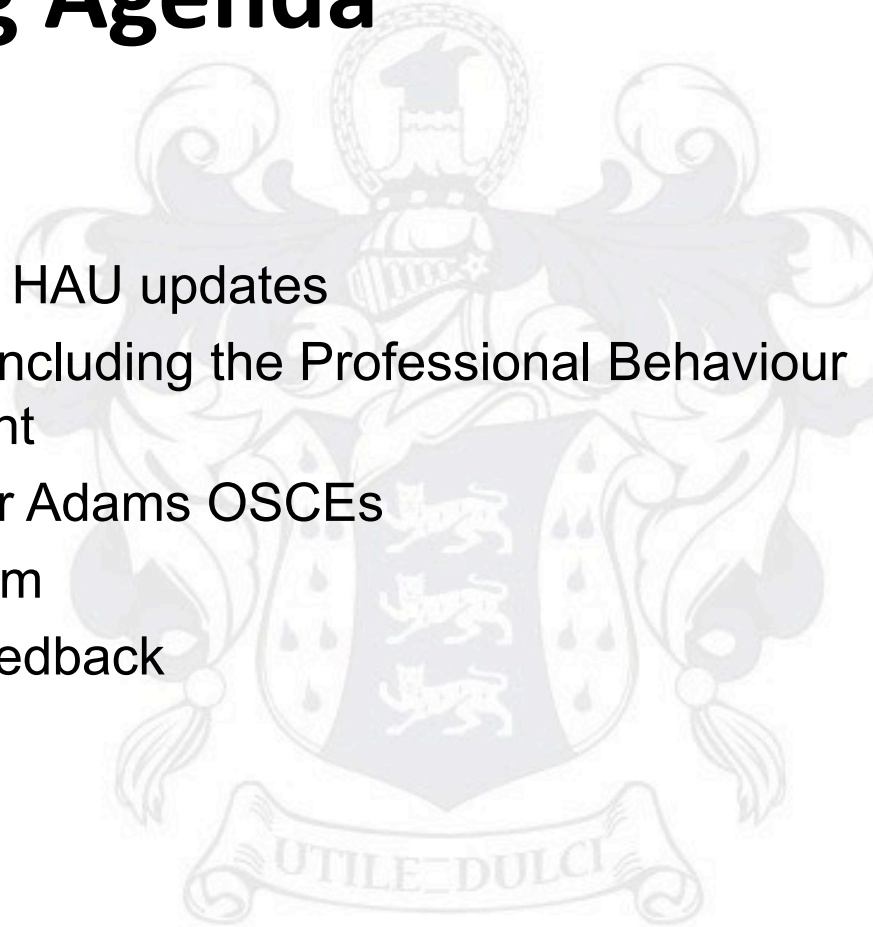 g Agenda
HAU updates
ncluding the Professional Behaviour
nt
r Adams OSCEs
m
edback
UTILE DULCI